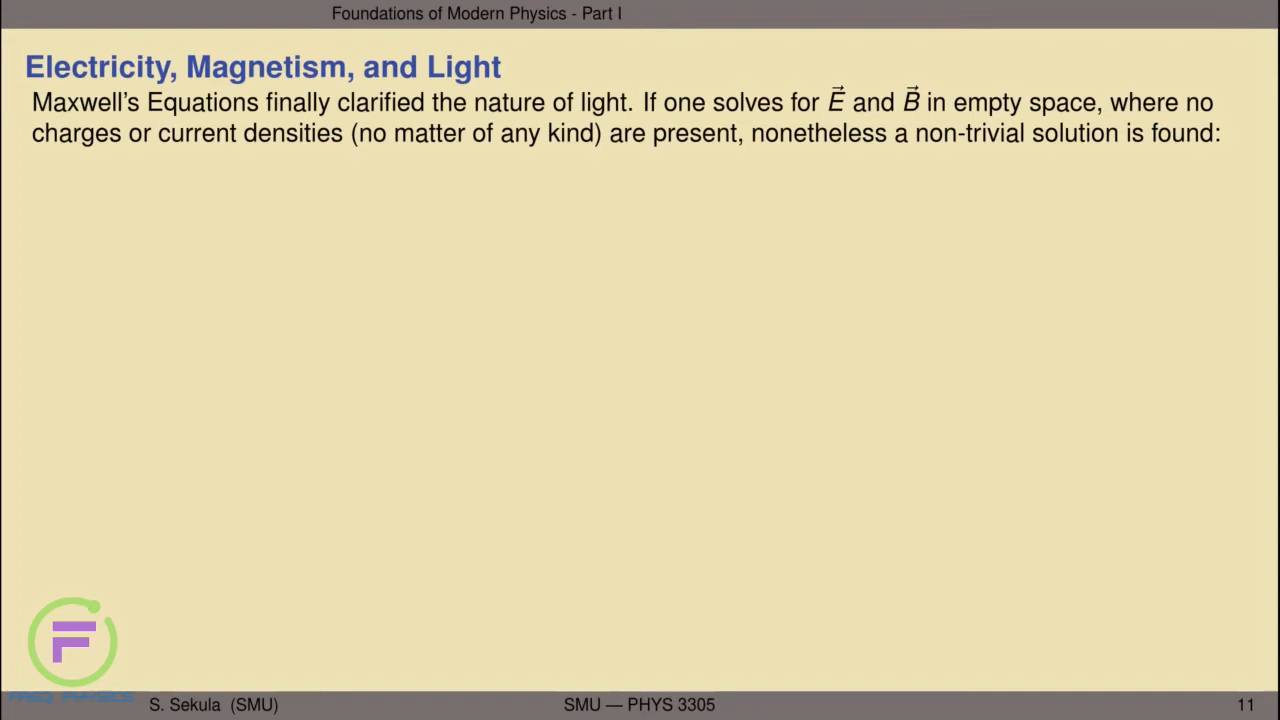 Foundations of Modern Physics - Part I
Electricity, Magnetism, and Light
Maxwell's Equations finally clarified the nature of light. If one solves for E⃗ and B⃗ in empty space, where no
charges or current densities (no matter of any kind) are present, nonetheless a non-trivial solution is found:
F
FREQ PHYSICS
S. Sekula (SMU) SMU — PHYS 3305 11